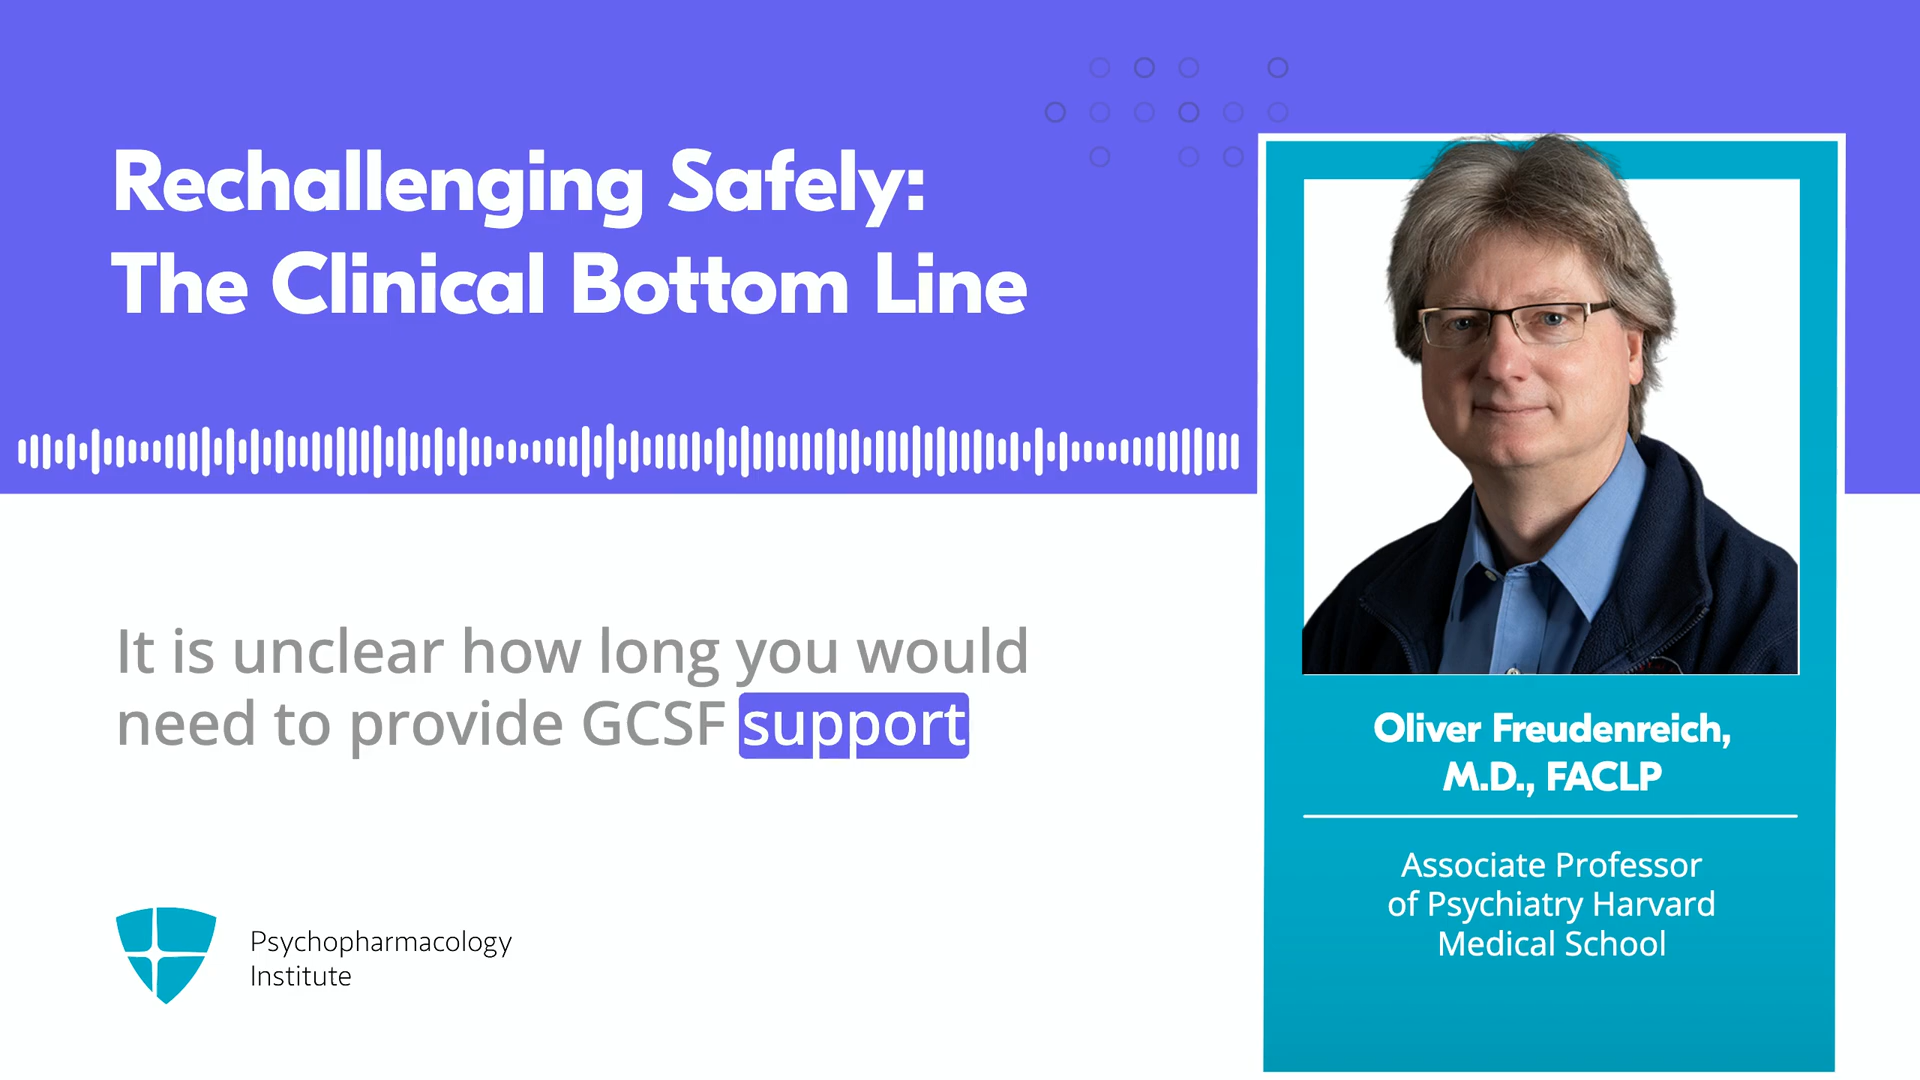 Rechallenging Safely:
The Clinical Bottom Line
It is unclear how long you would
need to provide GCSF support
Psychopharmacology
Institute
Oliver Freudenreich,
M.D., FACLP
Associate Professor
of Psychiatry Harvard
Medical School